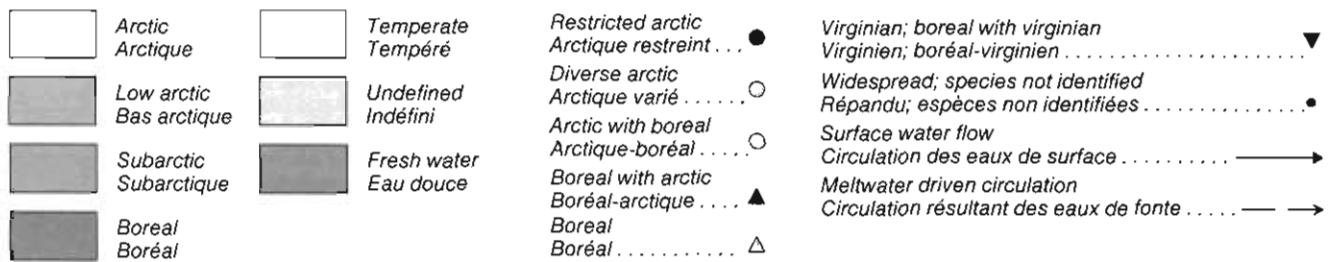 Arctic
Arctique
Low arctic
Bas arctique
Subarctic
Subarctique
Boreal
Boréal
Temperate
Tempéré
Undefined
Indéfini
Fresh water
Eau douce
Restricted arctic
Arctique restreint . . .
Diverse arctic
Arctique varié . . . . . .
Arctic with boreal
Arctique-boréal . . . . .
Boreal with arctic
Boréal-arctique . . . .
Boreal
Boréal . . . . . . . . . . .
Virginian; boreal with virginian
Virginien; boréal-virginien . . . . . . . . . . . . . . . . . . . . .
Widespread; species not identified
Répandu; espèces non identifiées . . . . . . . . . . . . . .
Surface water flow
Circulation des eaux de surface . . . . . . . . . .
Meltwater driven circulation
Circulation résultant des eaux de fonte . . . . .